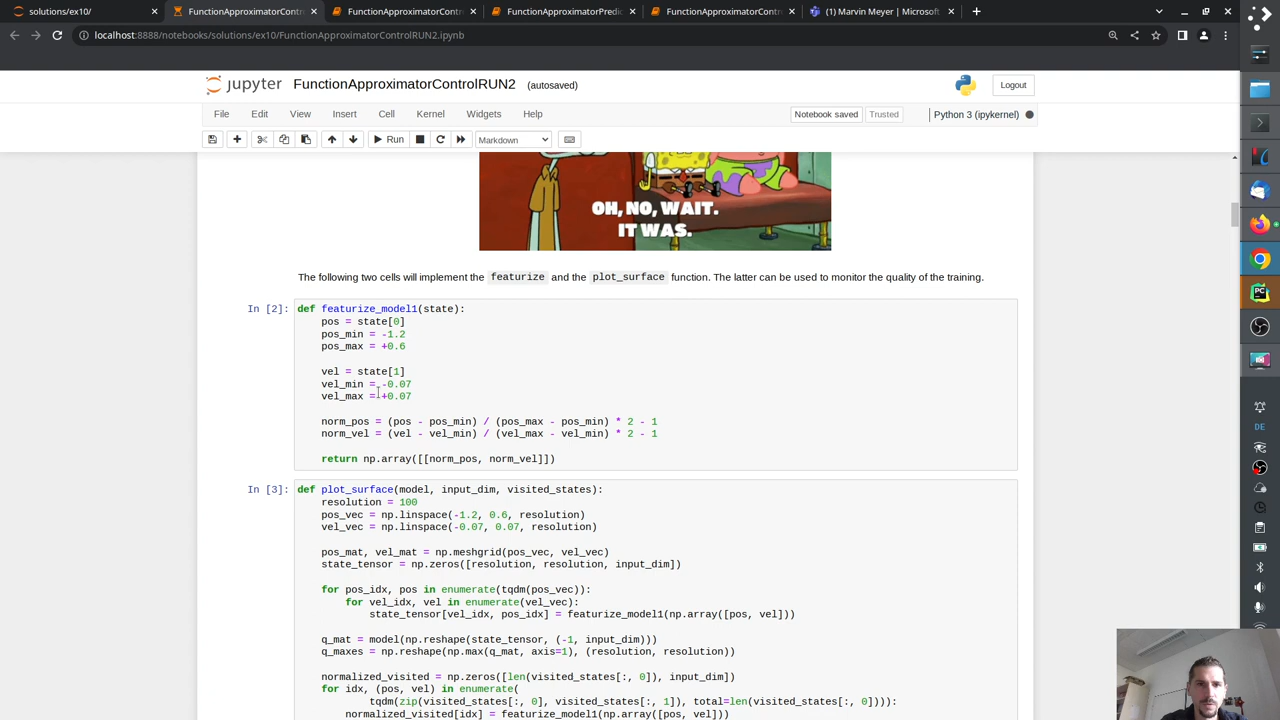 solutions/ex10/
FunctionApproximatorContr
FunctionApproximatorContr
FunctionApproximatorPredic
FunctionApproximatorContr
(1) Marvin Meyer | Microsoft
localhost:8888/notebooks/solutions/ex10/FunctionApproximatorControlRUN2.ipynb
jupyter FunctionApproximatorControlRUN2 (autosaved)
Logout
File Edit View Insert Cell Kernel Widgets Help
Notebook saved Trusted Python 3 (ipykernel)
Run Markdown
OH, NO, WAIT.
IT WAS.
The following two cells will implement the featurize and the plot_surface function. The latter can be used to monitor the quality of the training.
In [2]: def featurize_model1(state):
pos = state[0]
pos_min = -1.2
pos_max = +0.6
vel = state[1]
vel_min = -0.07
vel_max = +0.07
norm_pos = (pos - pos_min) / (pos_max - pos_min) * 2 - 1
norm_vel = (vel - vel_min) / (vel_max - vel_min) * 2 - 1
return np.array([[norm_pos, norm_vel]])
In [3]: def plot_surface(model, input_dim, visited_states):
resolution = 100
pos_vec = np.linspace(-1.2, 0.6, resolution)
vel_vec = np.linspace(-0.07, 0.07, resolution)
pos_mat, vel_mat = np.meshgrid(pos_vec, vel_vec)
state_tensor = np.zeros([resolution, resolution, input_dim])
for pos_idx, pos in enumerate(tqdm(pos_vec)):
for vel_idx, vel in enumerate(vel_vec):
state_tensor[vel_idx, pos_idx] = featurize_model1(np.array([pos, vel]))
q_mat = model(np.reshape(state_tensor, (-1, input_dim)))
q_maxes = np.reshape(np.max(q_mat, axis=1), (resolution, resolution))
normalized_visited = np.zeros([len(visited_states[:, 0]), input_dim])
for idx, (pos, vel) in enumerate(
tqdm(zip(visited_states[:, 0], visited_states[:, 1]), total=len(visited_states[:, 0]))):
normalized_visited[idx] = featurize_model1(np.array([pos, vel]))
DE
PC